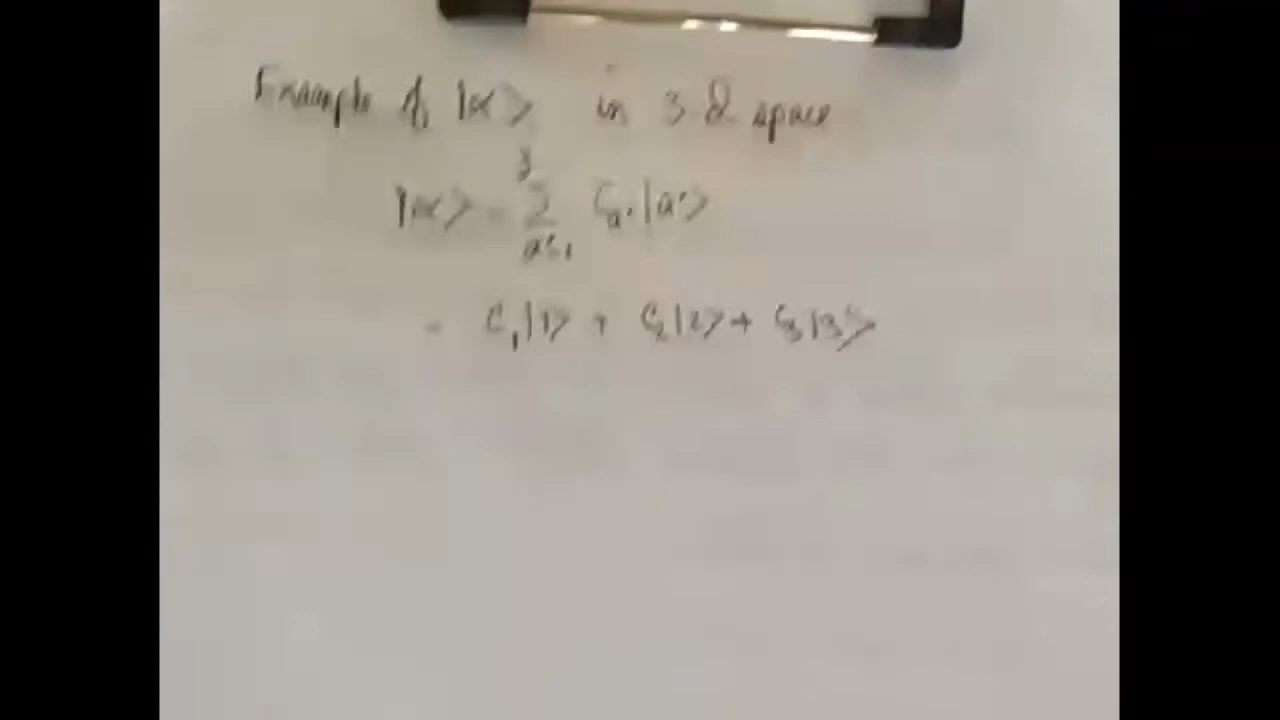 Example of |α> in 3 d space
|α> = Σ_{a'=1}^{3} C_{a'} |a'>
= C₁|1> + C₂|2> + C₃|3>